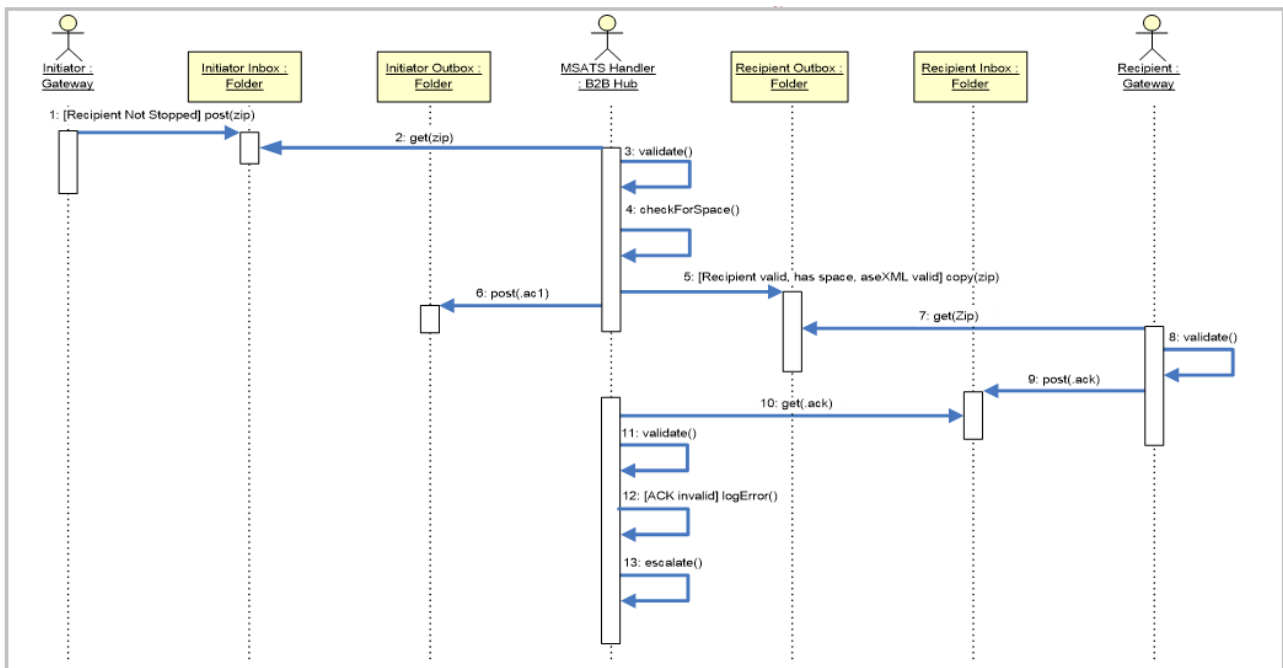 Initiator :
Gateway
Initiator Inbox :
Folder
Initiator Outbox :
Folder
MSATS Handler
: B2B Hub
Recipient Outbox :
Folder
Recipient Inbox :
Folder
Recipient :
Gateway
1: [Recipient Not Stopped] post(zip)
2: get(zip)
3: validate()
4: checkForSpace()
5: [Recipient valid, has space, aseXML valid] copy(zip)
6: post(.ac1)
7: get(Zip)
8: validate()
9: post(.ack)
10: get(.ack)
11: validate()
12: [ACK invalid] logError()
13: escalate()